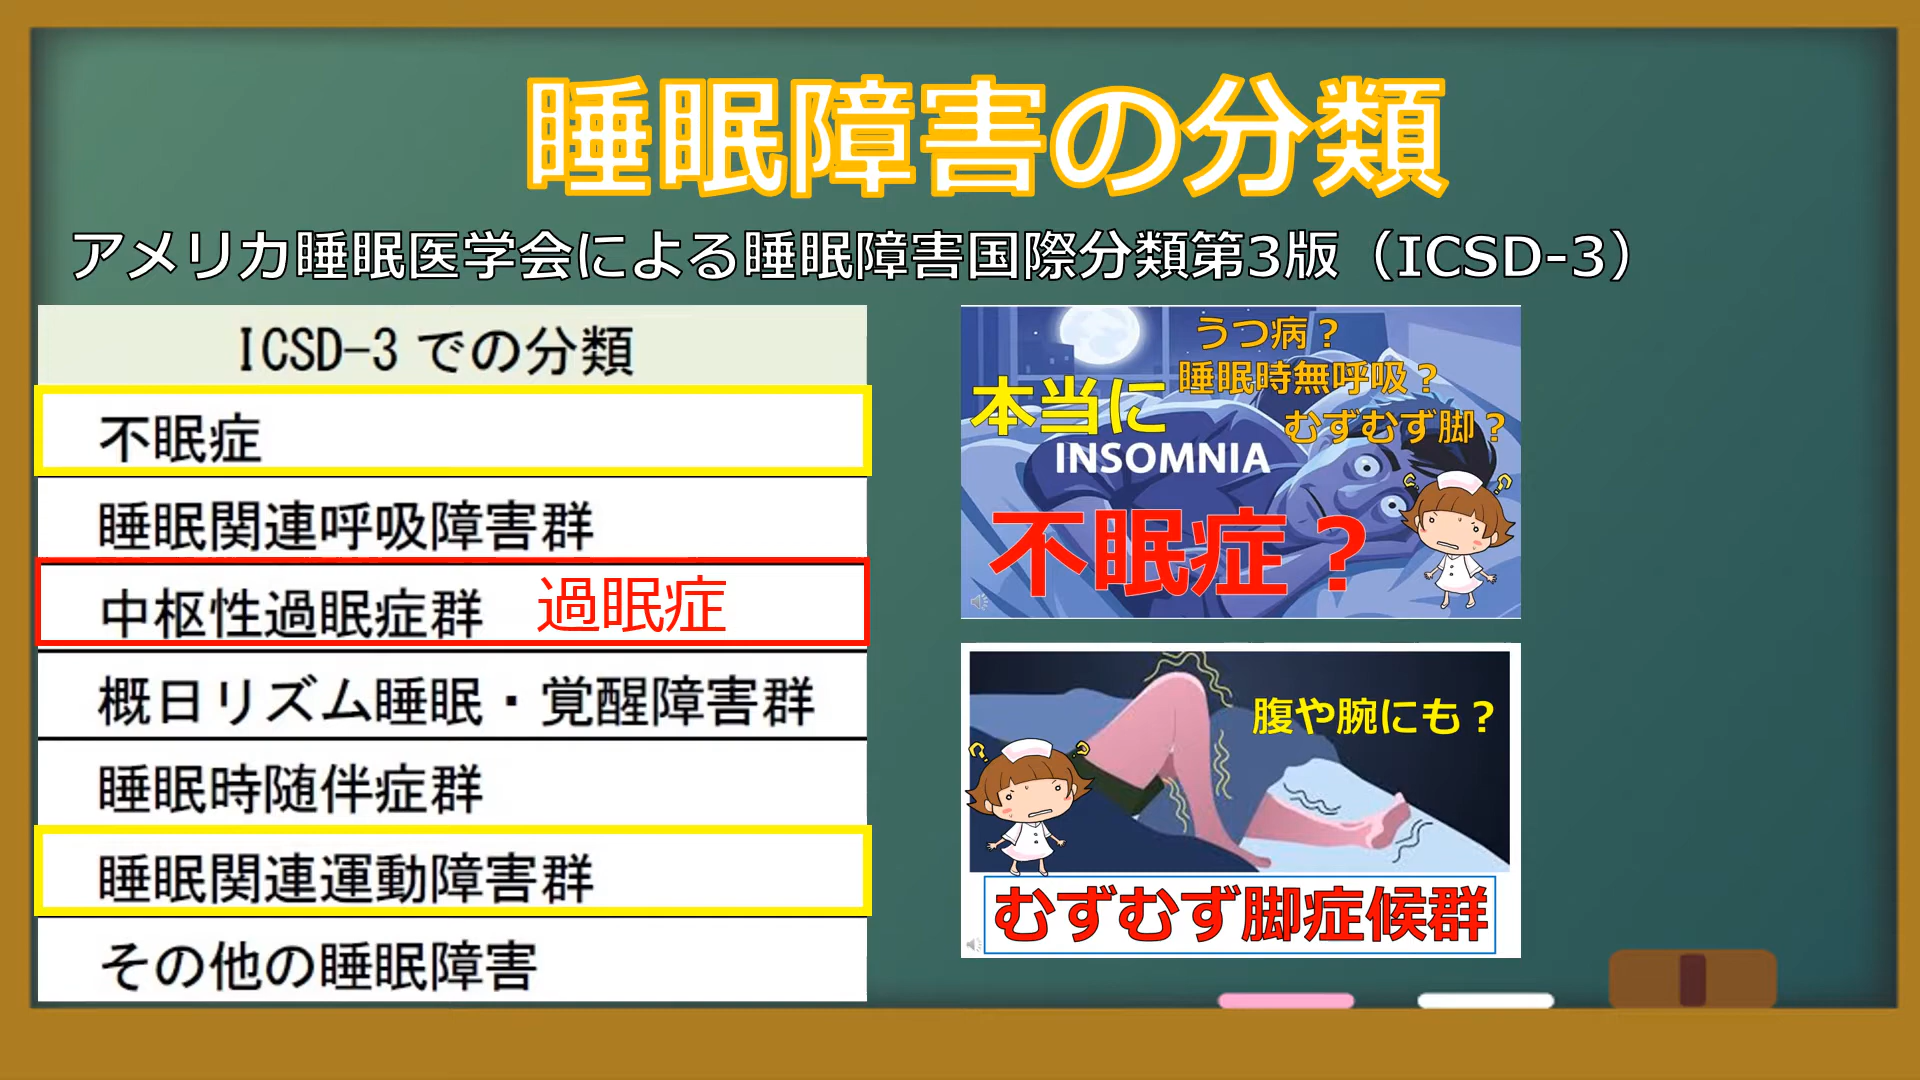 睡眠障害の分類
アメリカ睡眠医学会による睡眠障害国際分類第3版（ICSD-3）
ICSD-3 での分類
不眠症
睡眠関連呼吸障害群
中枢性過眠症群 過眠症
概日リズム睡眠・覚醒障害群
睡眠時随伴症群
睡眠関連運動障害群
その他の睡眠障害
うつ病？
睡眠時無呼吸？
むずむず脚？
本当に
INSOMNIA
不眠症？
腹や腕にも？
むずむず脚症候群